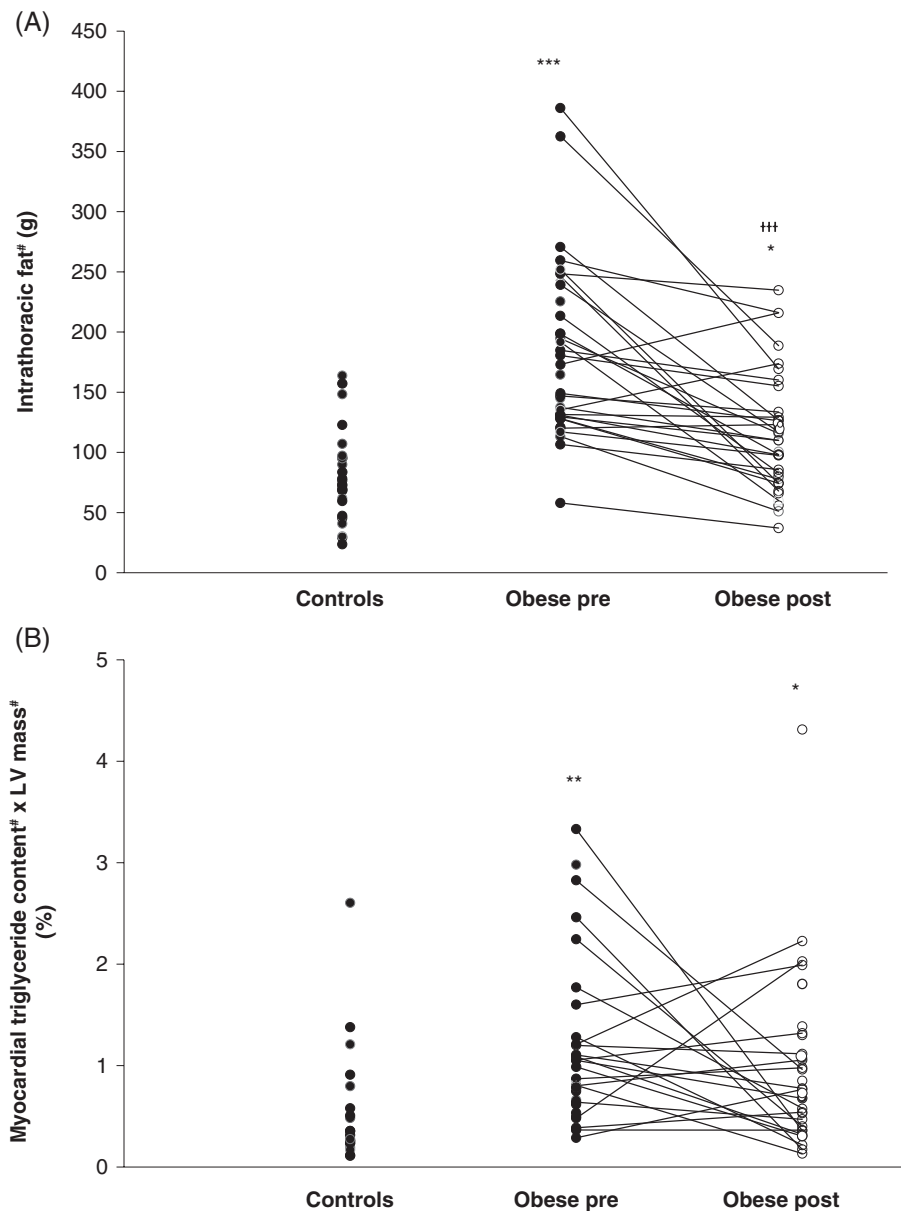 (A)
450
400
350
300
250
200
150
100
50
0
Intrathoracic fat# (g)
***
ƚƚƚ
*
Controls
Obese pre
Obese post
(B)
5
4
3
2
1
0
Myocardial triglyceride content# x LV mass#
(%)
**
*
Controls
Obese pre
Obese post